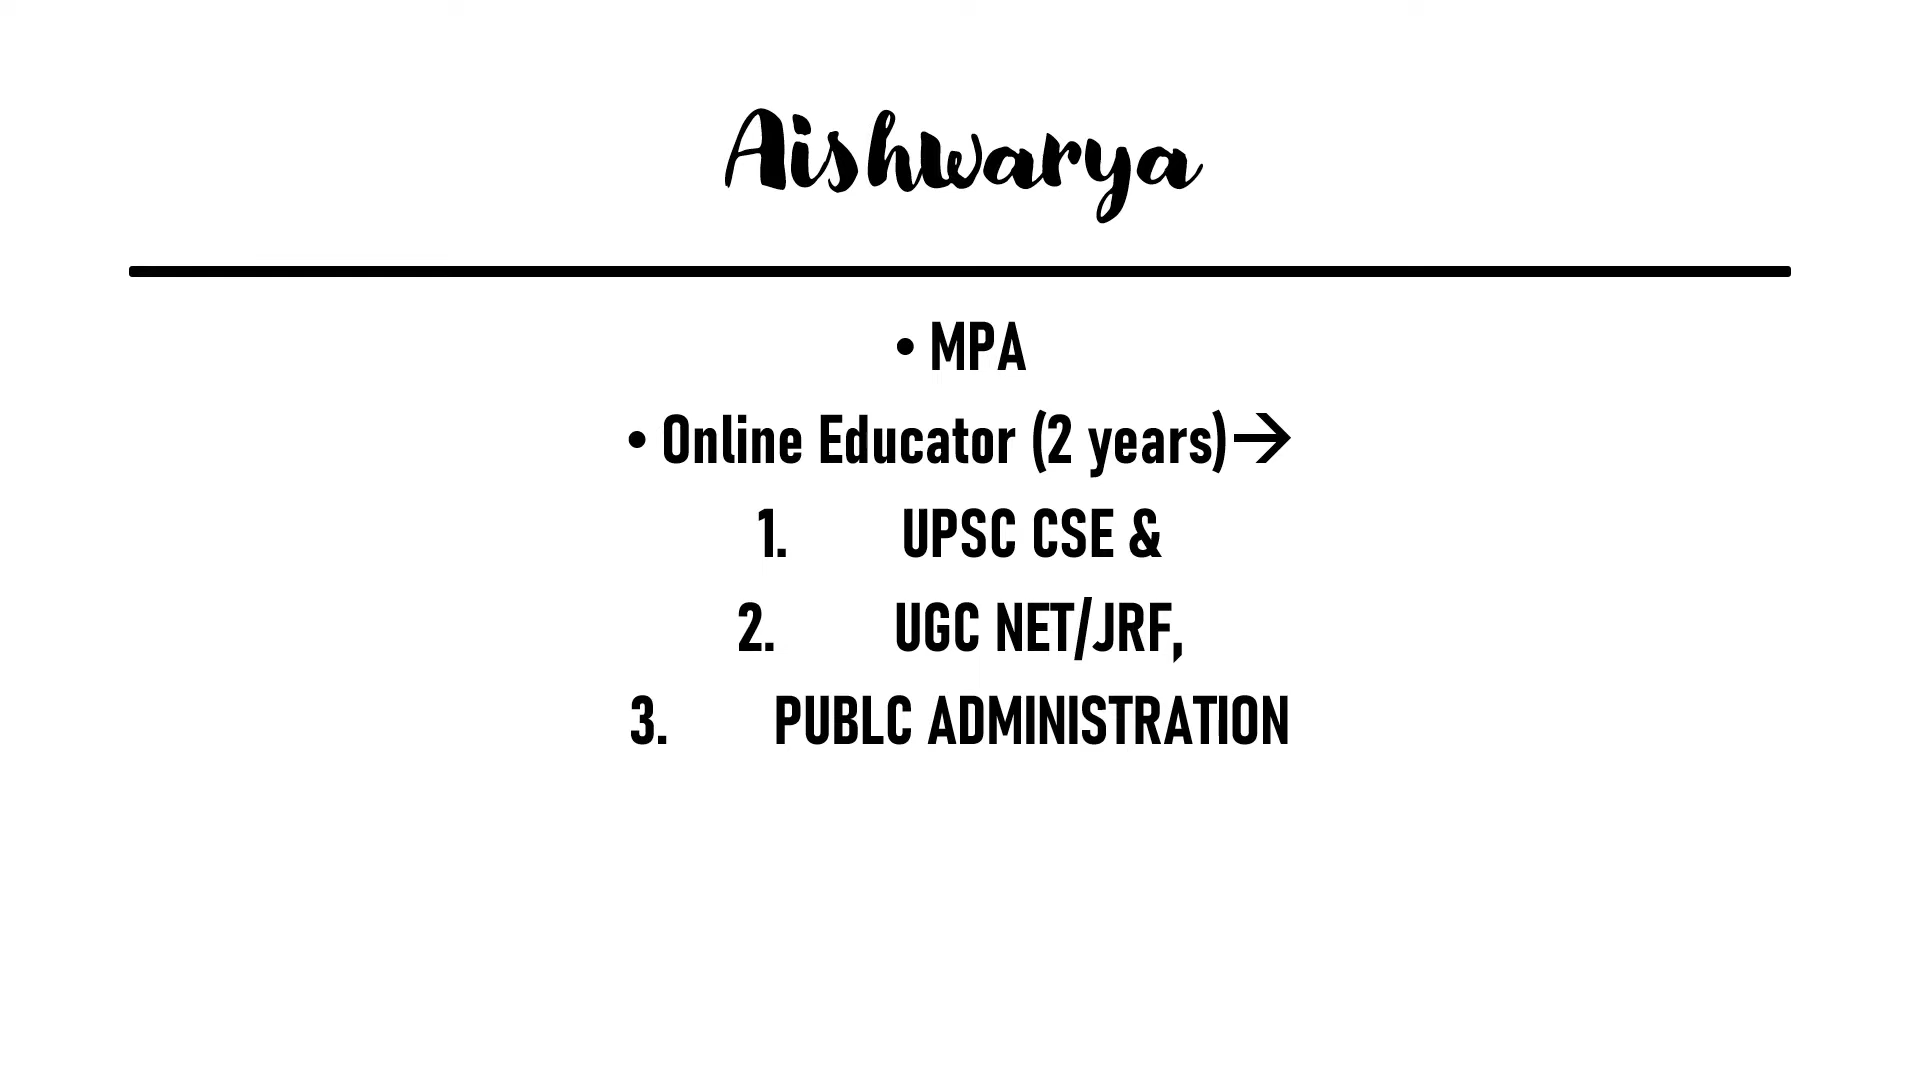 Aishwarya
• MPA
• Online Educator (2 years)→
1. UPSC CSE &
2. UGC NET/JRF,
3. PUBLC ADMINISTRATION